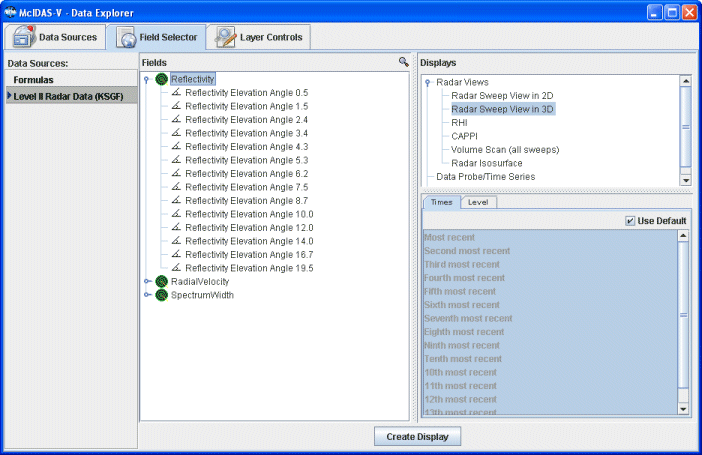 McIDAS-V - Data Explorer
Data Sources
Field Selector
Layer Controls
Data Sources:
Formulas
Level II Radar Data (KSGF)
Fields
Reflectivity
Reflectivity Elevation Angle 0.5
Reflectivity Elevation Angle 1.5
Reflectivity Elevation Angle 2.4
Reflectivity Elevation Angle 3.4
Reflectivity Elevation Angle 4.3
Reflectivity Elevation Angle 5.3
Reflectivity Elevation Angle 6.2
Reflectivity Elevation Angle 7.5
Reflectivity Elevation Angle 8.7
Reflectivity Elevation Angle 10.0
Reflectivity Elevation Angle 12.0
Reflectivity Elevation Angle 14.0
Reflectivity Elevation Angle 16.7
Reflectivity Elevation Angle 19.5
RadialVelocity
SpectrumWidth
Displays
Radar Views
Radar Sweep View in 2D
Radar Sweep View in 3D
RHI
CAPPI
Volume Scan (all sweeps)
Radar Isosurface
Data Probe/Time Series
Times
Level
Use Default
Most recent
Second most recent
Third most recent
Fourth most recent
Fifth most recent
Sixth most recent
Seventh most recent
Eighth most recent
Ninth most recent
Tenth most recent
10th most recent
11th most recent
12th most recent
13th most recent
Create Display